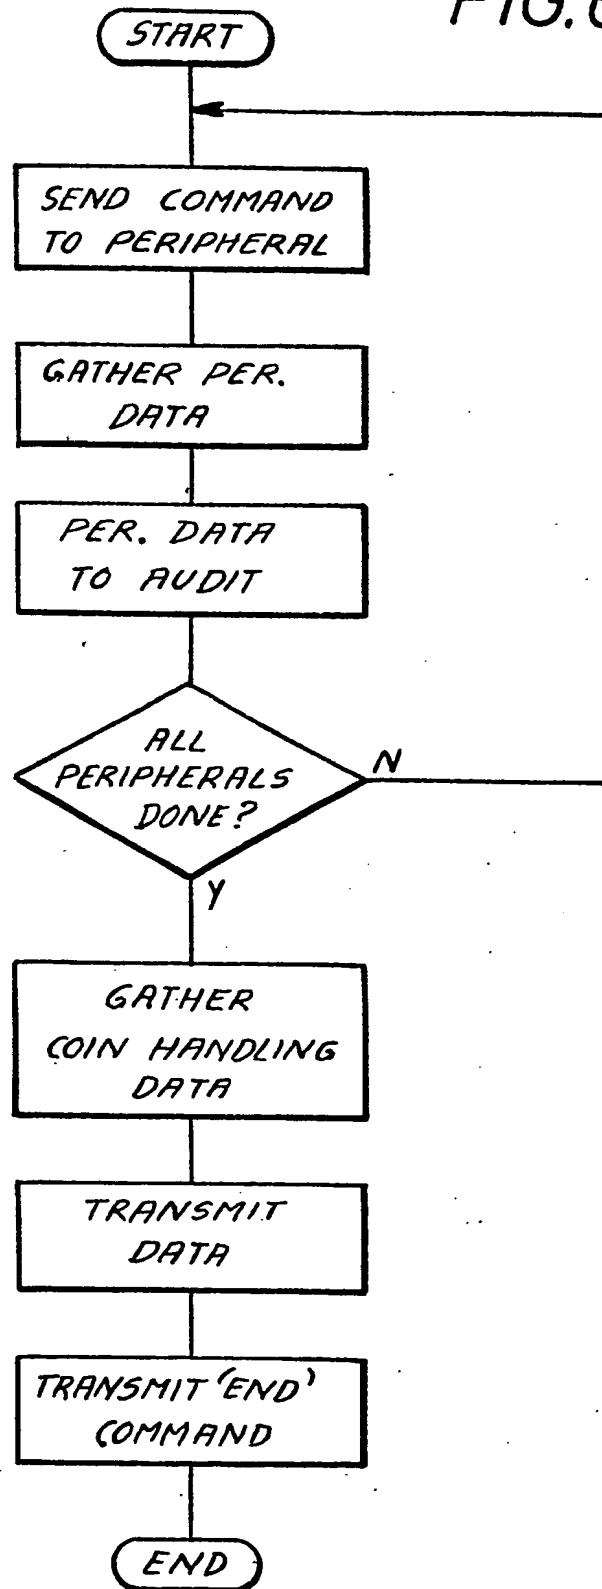 FIG.
START
SEND COMMAND
TO PERIPHERAL
GATHER PER.
DATA
PER. DATA
TO AUDIT
ALL
PERIPHERALS
DONE?
N
Y
GATHER
COIN HANDLING
DATA
TRANSMIT
DATA
TRANSMIT 'END'
COMMAND
END